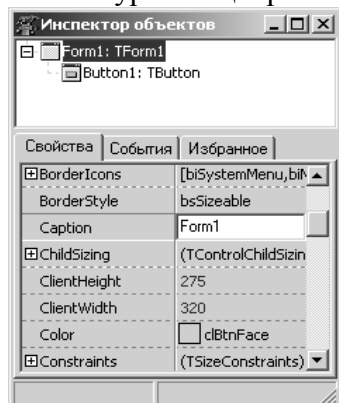 Инспектор объектов
Form1: TForm1
Button1: TButton
Свойства События Избранное
BorderIcons [biSystemMenu,biM
BorderStyle bsSizeable
Caption Form1
ChildSizing (TControlChildSizin
ClientHeight 275
ClientWidth 320
Color clBtnFace
Constraints (TSizeConstraints)